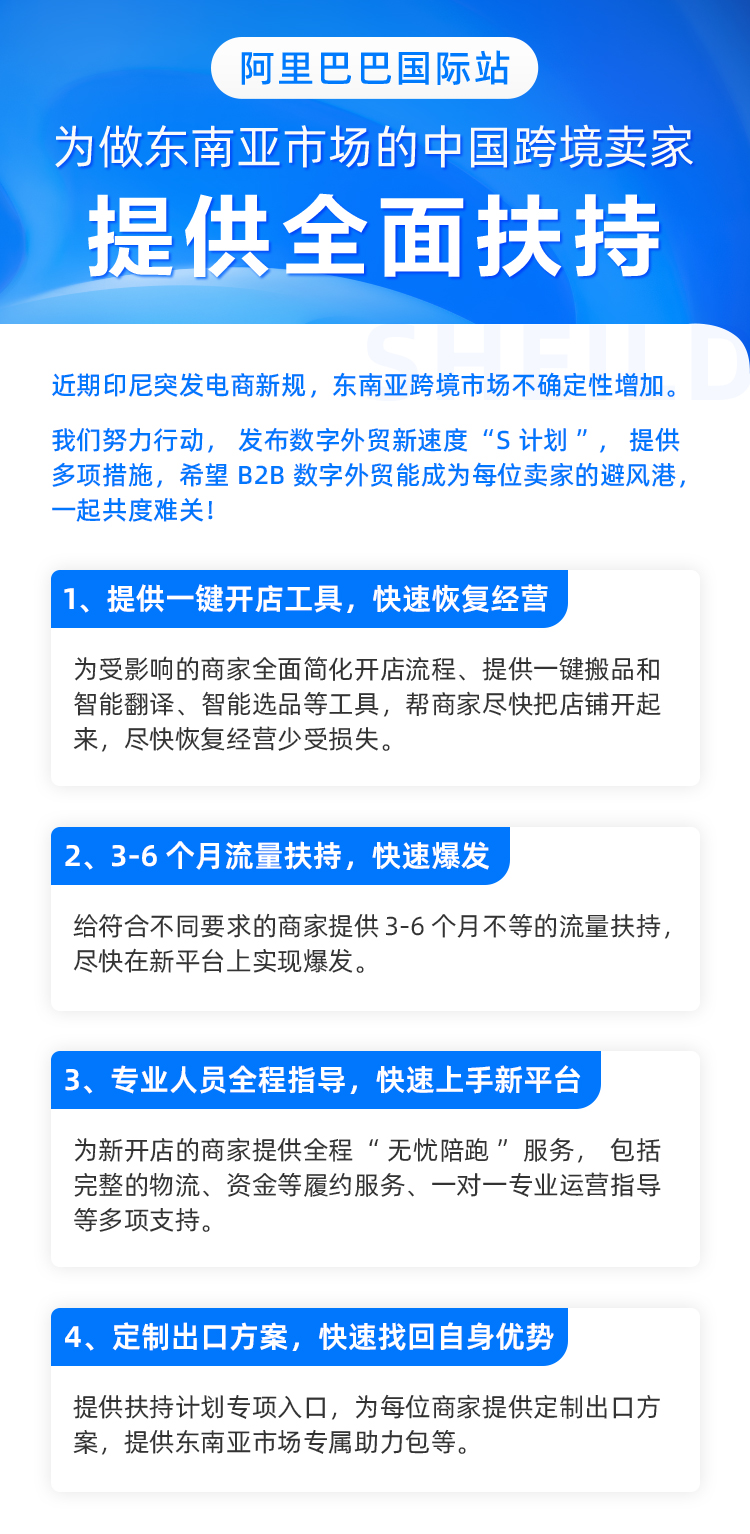 阿里巴巴国际站
为做东南亚市场的中国跨境卖家
提供全面扶持
SHEILD
近期印尼突发电商新规，东南亚跨境市场不确定性增加。
我们努力行动， 发布数字外贸新速度 “S 计划 ”， 提供
多项措施，希望 B2B 数字外贸能成为每位卖家的避风港，
一起共度难关！
1、提供一键开店工具，快速恢复经营
为受影响的商家全面简化开店流程、提供一键搬品和
智能翻译、智能选品等工具，帮商家尽快把店铺开起
来，尽快恢复经营少受损失。
2、3-6 个月流量扶持，快速爆发
给符合不同要求的商家提供 3-6 个月不等的流量扶持，
尽快在新平台上实现爆发。
3、专业人员全程指导，快速上手新平台
为新开店的商家提供全程 “ 无忧陪跑 ” 服务， 包括
完整的物流、资金等履约服务、一对一专业运营指导
等多项支持。
4、定制出口方案，快速找回自身优势
提供扶持计划专项入口，为每位商家提供定制出口方
案，提供东南亚市场专属助力包等。